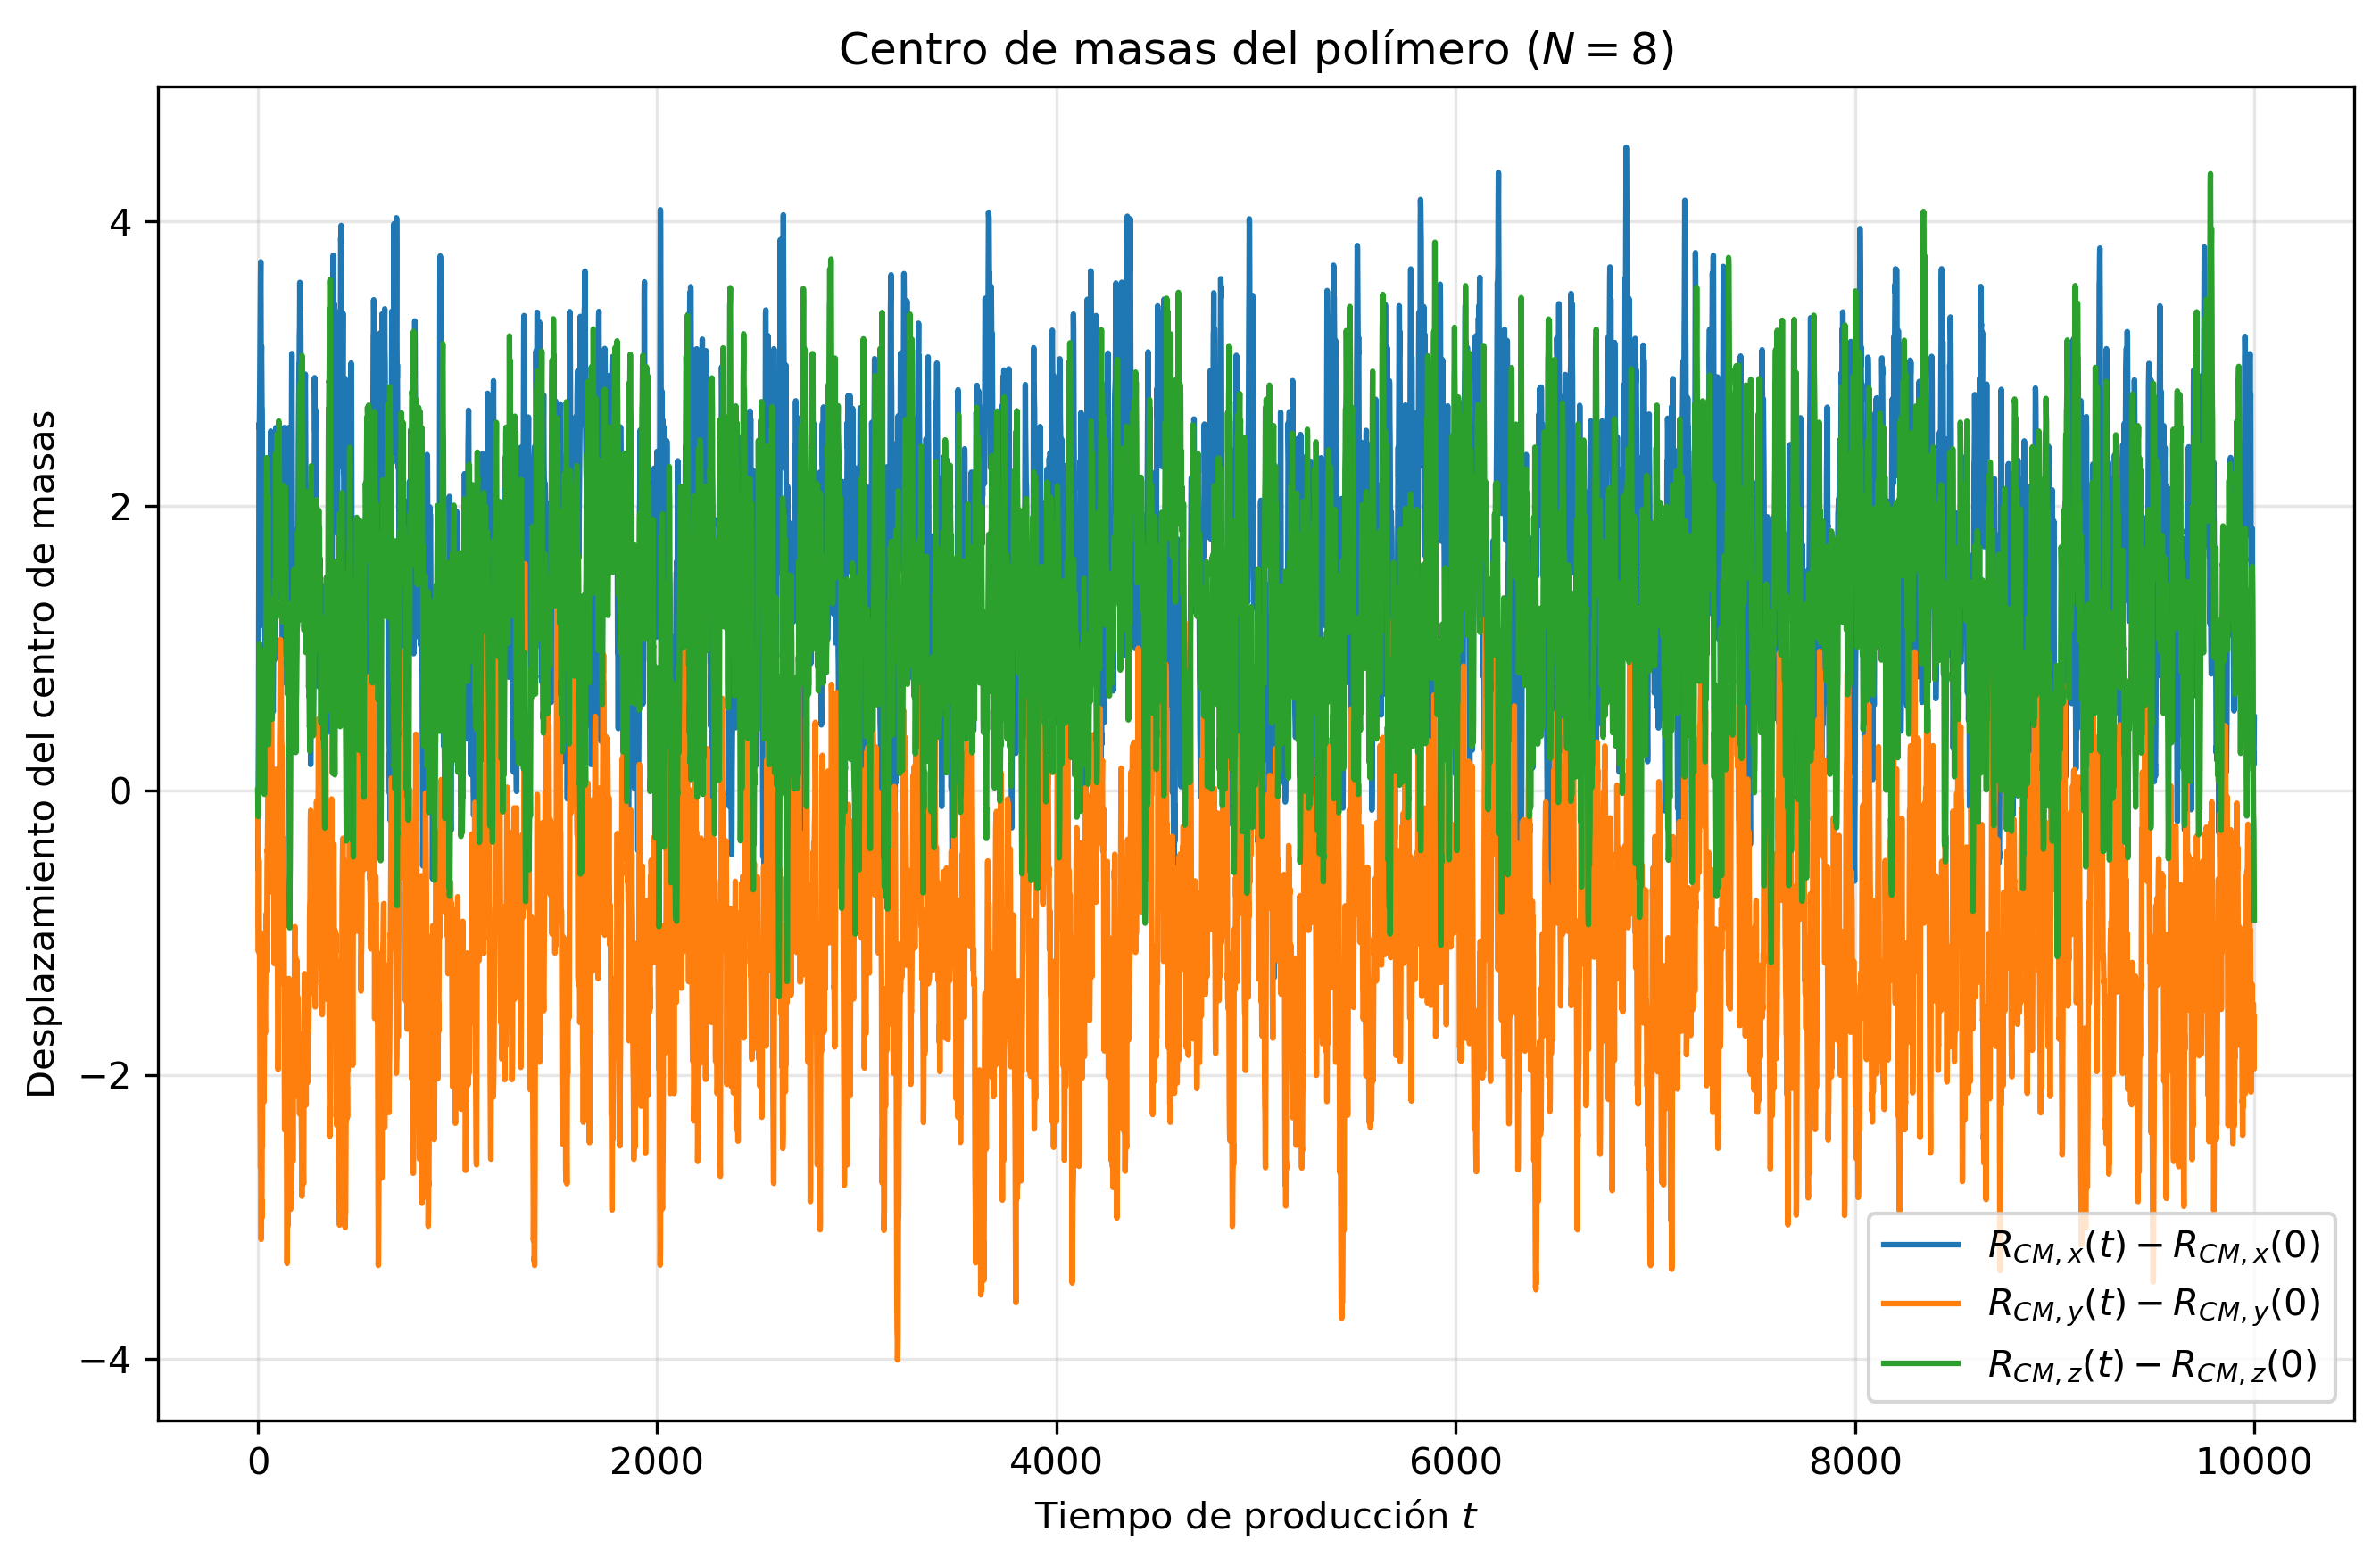 Centro de masas del polímero (N = 8)
Desplazamiento del centro de masas
4
2
0
−2
−4
0 2000 4000 6000 8000 10000
Tiempo de producción t
R_{CM,x}(t) − R_{CM,x}(0)
R_{CM,y}(t) − R_{CM,y}(0)
R_{CM,z}(t) − R_{CM,z}(0)